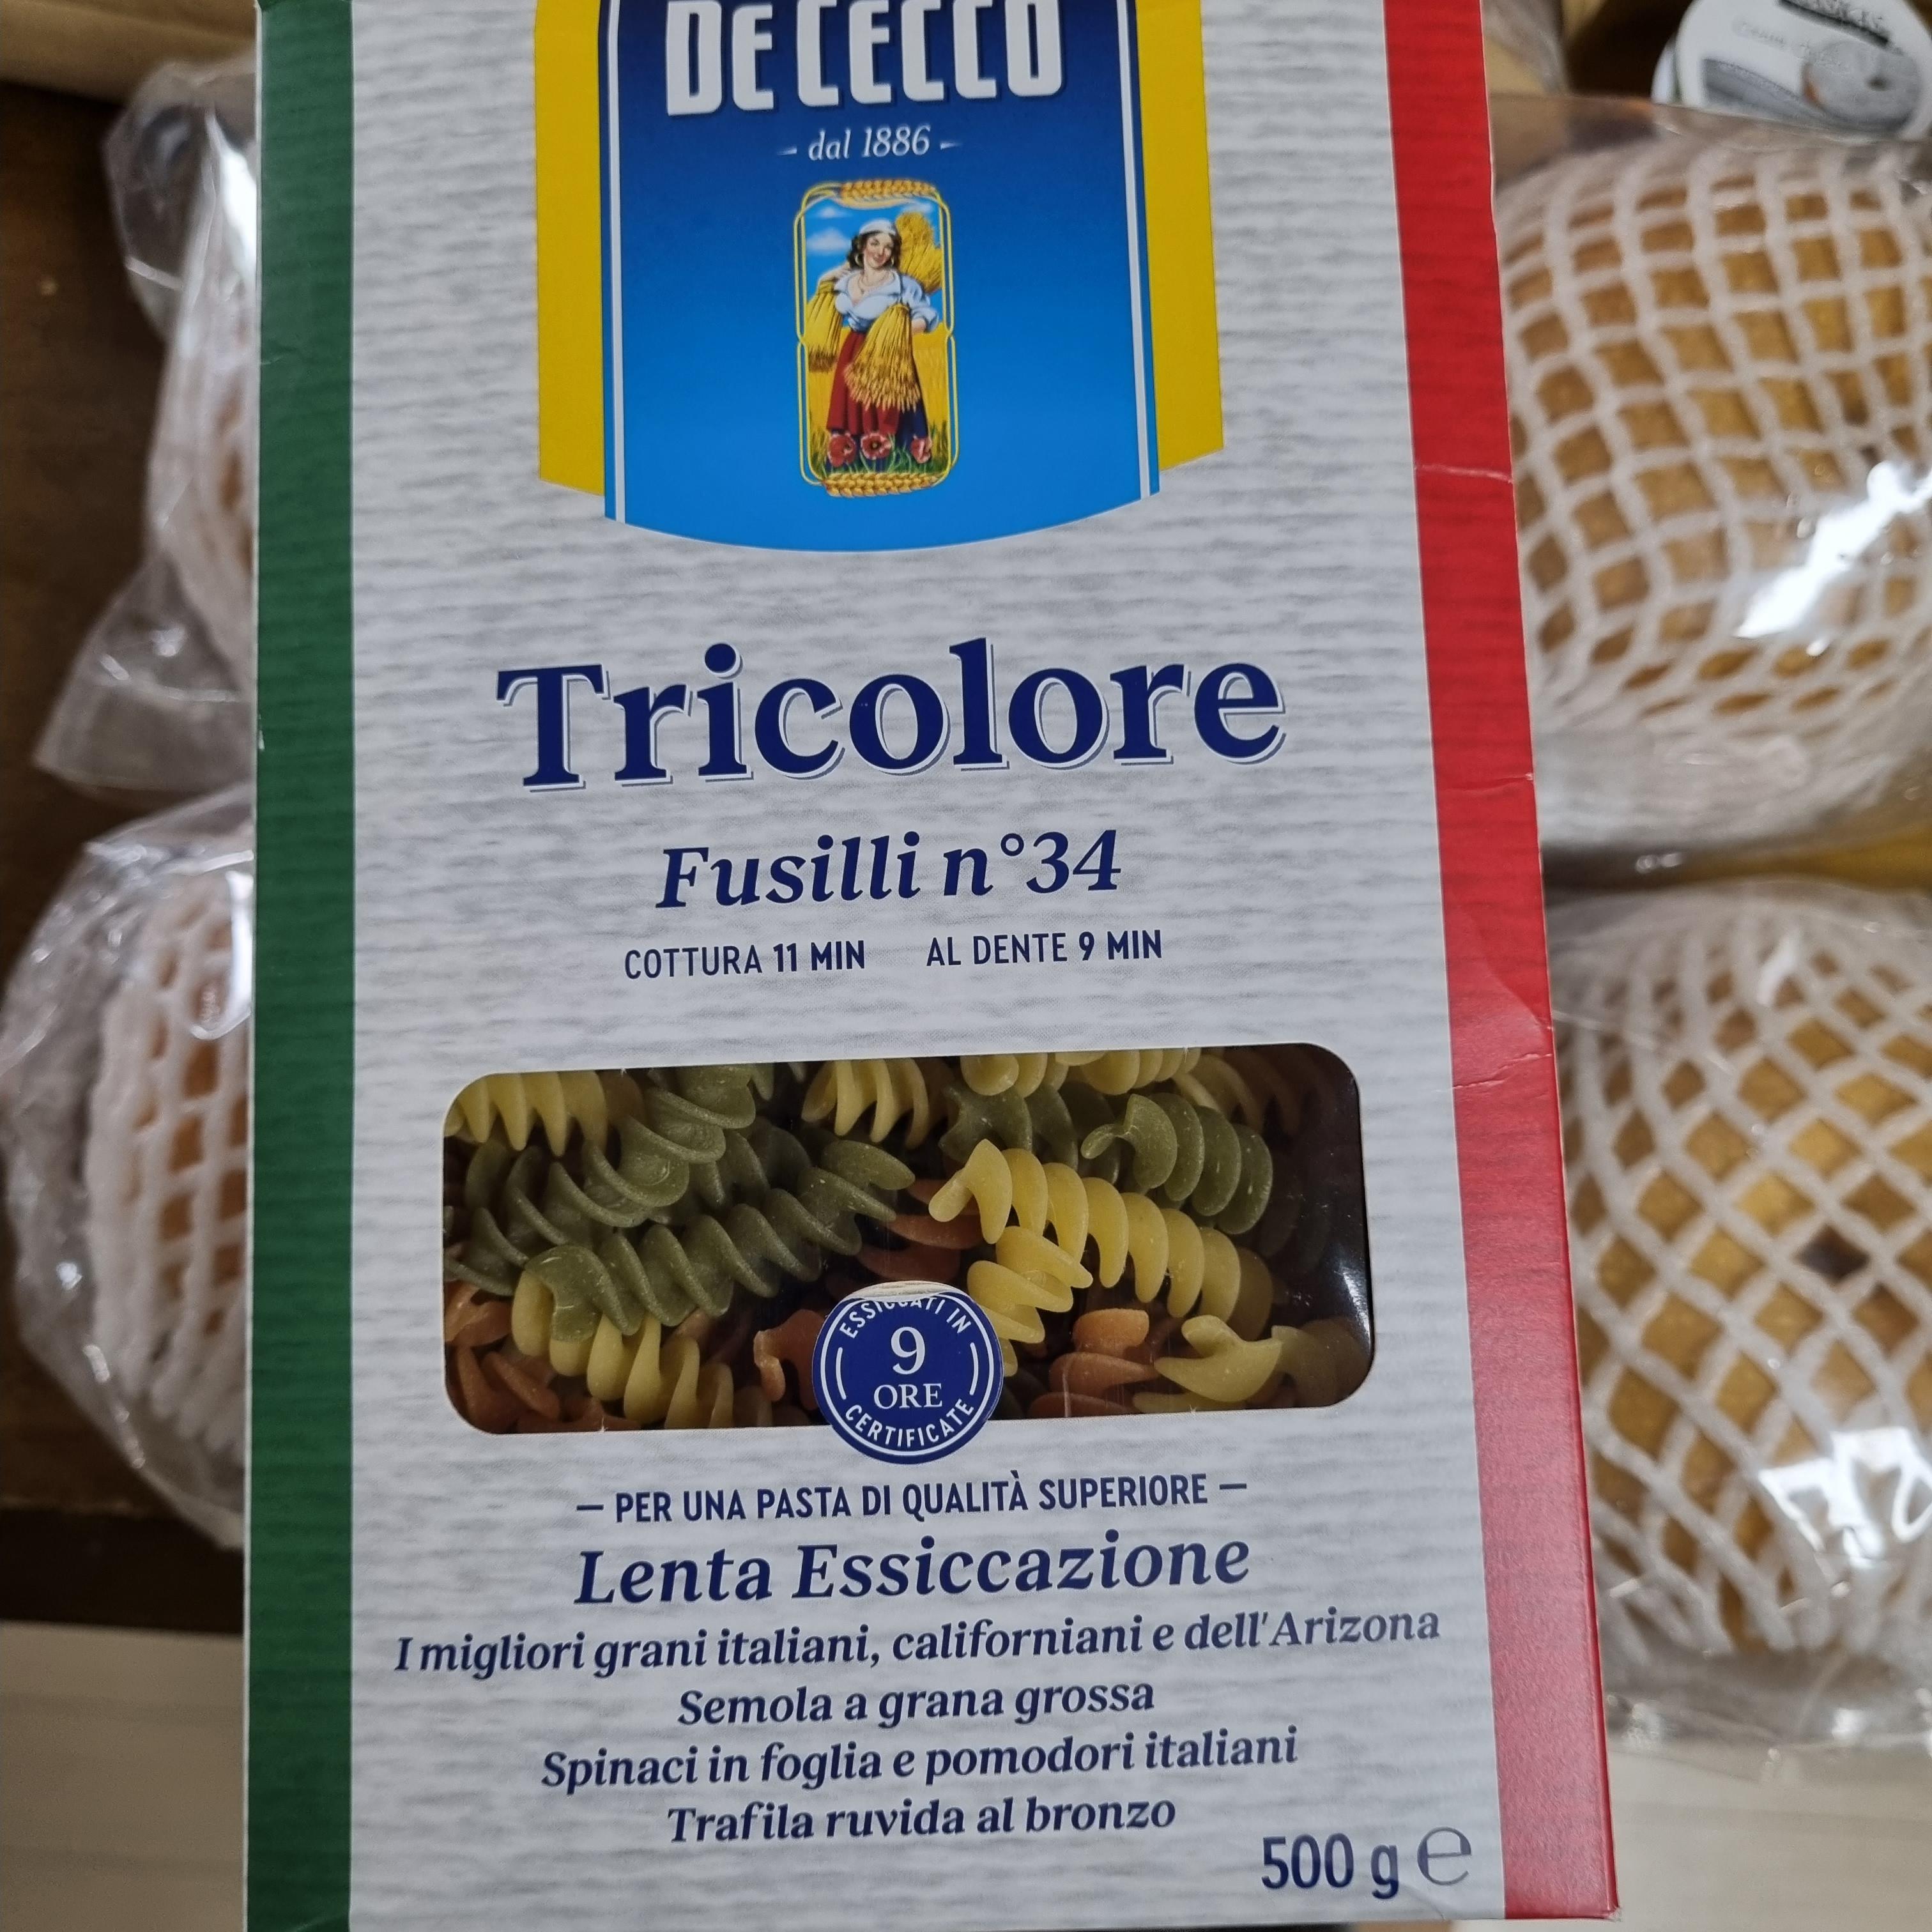 DE CECCO
- dal 1886 -
Tricolore
Fusilli n°34
COTTURA 11 MIN AL DENTE 9 MIN
ESSICCATI IN
9
ORE
CERTIFICATE
— PER UNA PASTA DI QUALITÀ SUPERIORE —
Lenta Essiccazione
I migliori grani italiani, californiani e dell'Arizona
Semola a grana grossa
Spinaci in foglia e pomodori italiani
Trafila ruvida al bronzo
500 g ℮